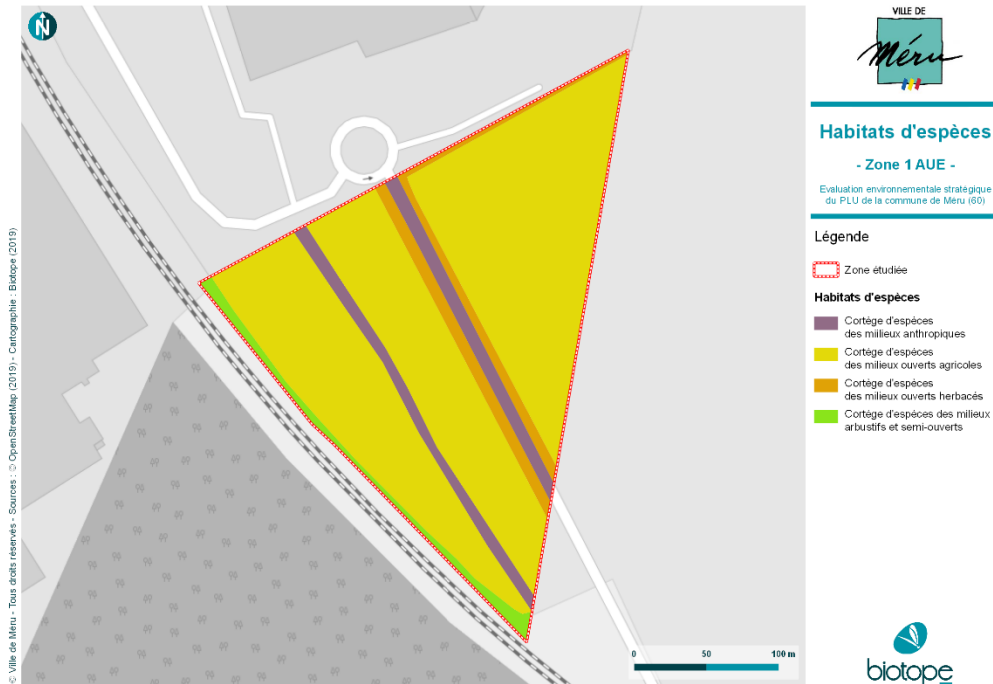 N
VILLE DE
Méru
Habitats d'espèces
- Zone 1 AUE -
Evaluation environnementale stratégique
du PLU de la commune de Méru (60)
Légende
Zone étudiée
Habitats d'espèces
Cortège d'espèces
des miilieux anthropiques
Cortège d'espèces
des milieux ouverts agricoles
Cortège d'espèces
des milieux ouverts herbacés
Cortège d'espèces des milieux
arbustifs et semi-ouverts
0 50 100 m
biotope
© Ville de Méru - Tous droits réservés - Sources : © OpenStreetMap (2019) - Cartographie : Biotope (2019)